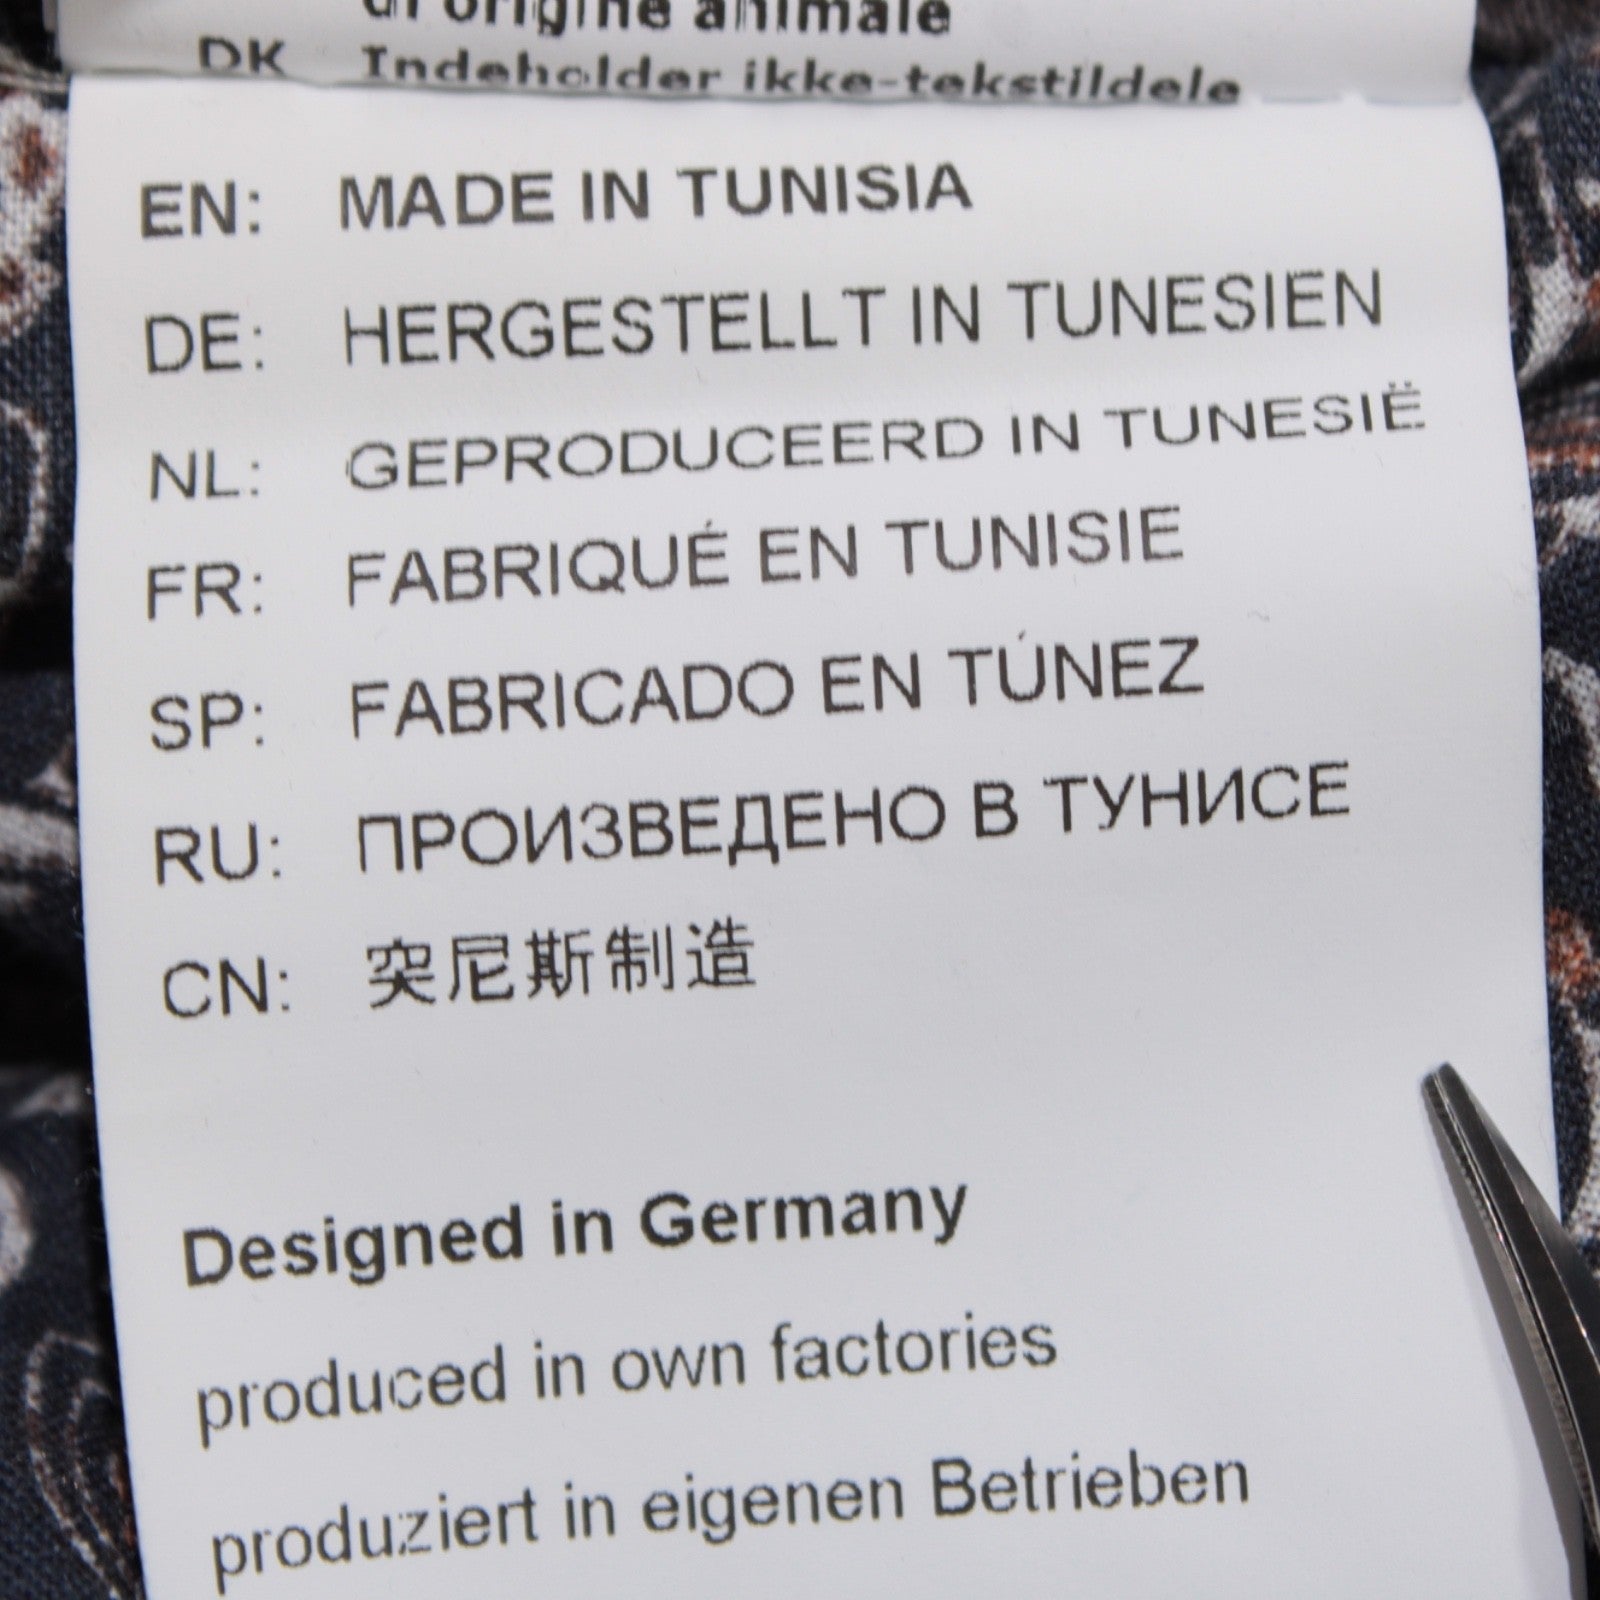 di origine animale
DK Indeholder ikke-tekstildele
EN: MADE IN TUNISIA
DE: HERGESTELLT IN TUNESIEN
NL: GEPRODUCEERD IN TUNESIË
FR: FABRIQUÉ EN TUNISIE
SP: FABRICADO EN TÚNEZ
RU: ПРОИЗВЕДЕНО В ТУНИСЕ
CN: 突尼斯制造
Designed in Germany
produced in own factories
produziert in eigenen Betrieben